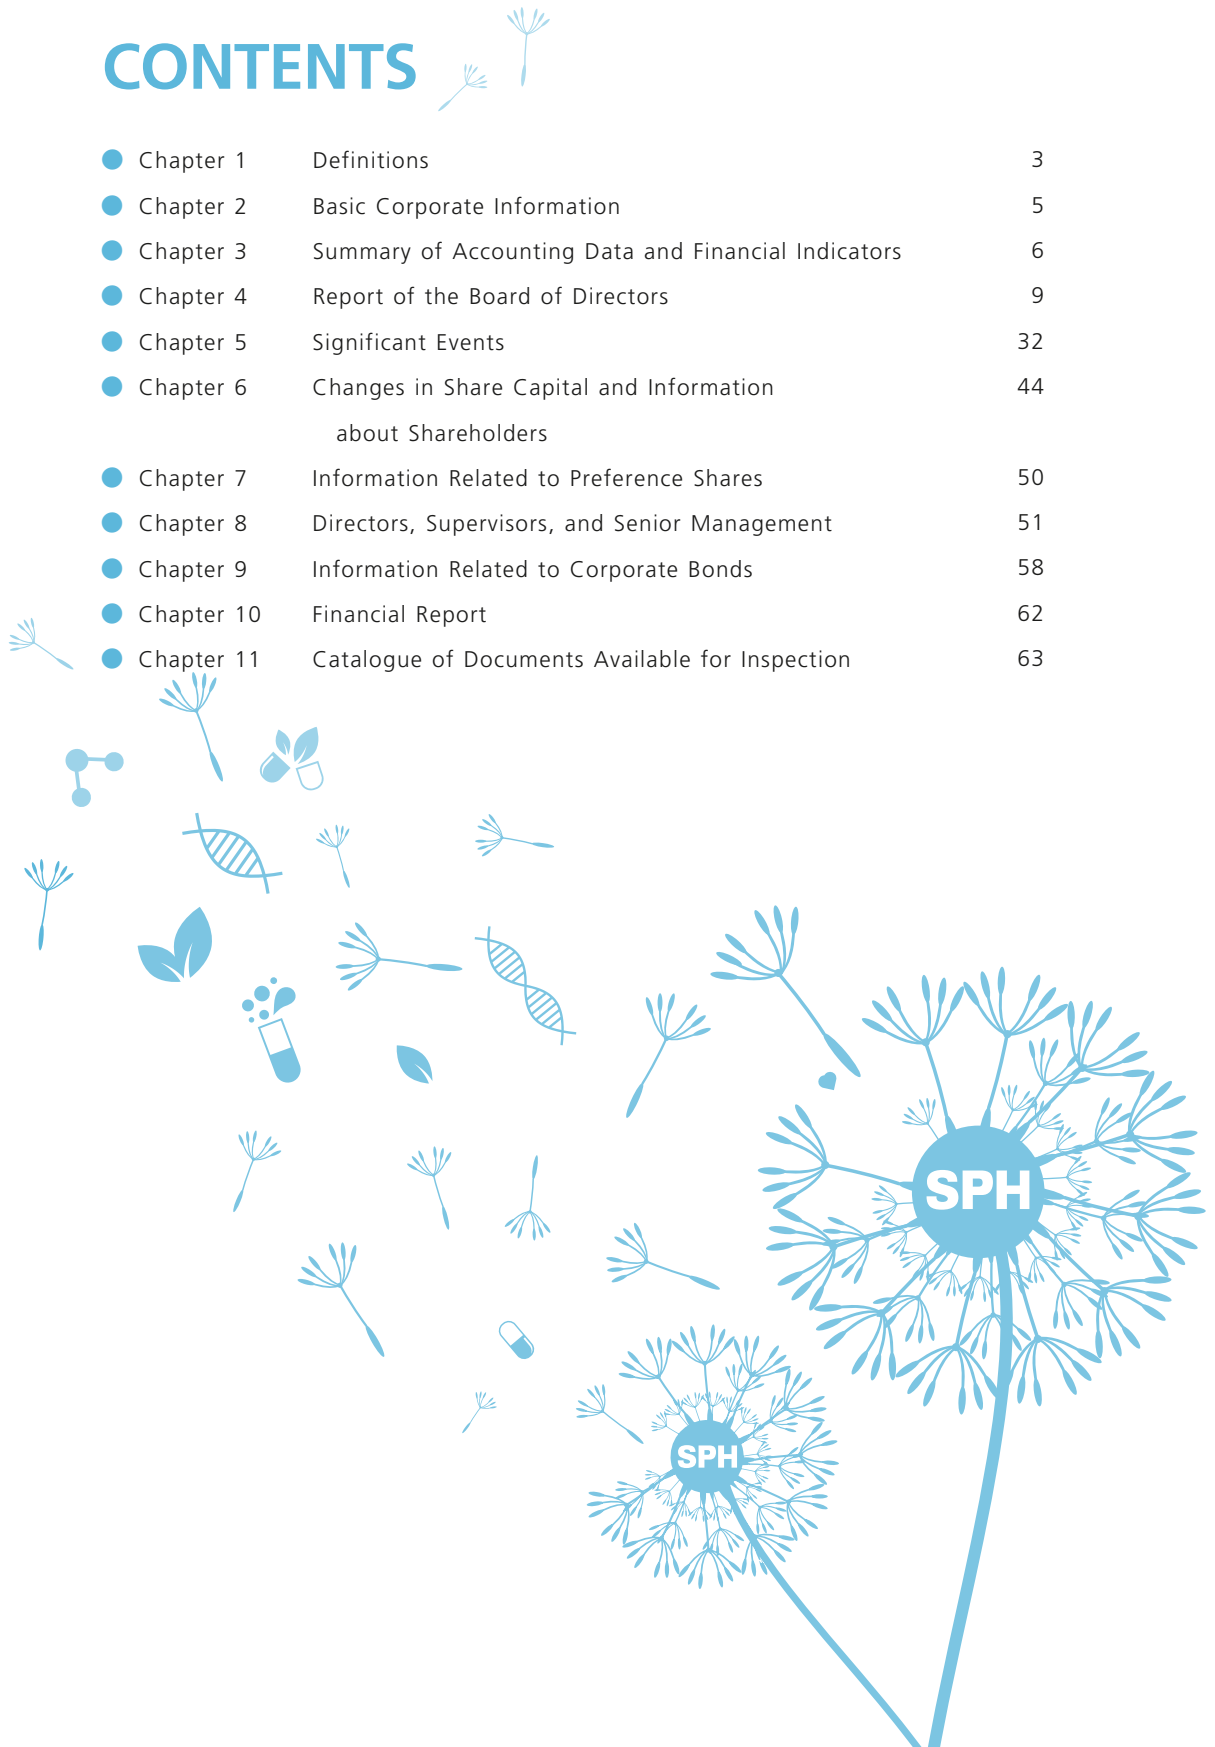 CONTENTS
Chapter 1 Definitions 3
Chapter 2 Basic Corporate Information 5
Chapter 3 Summary of Accounting Data and Financial Indicators 6
Chapter 4 Report of the Board of Directors 9
Chapter 5 Significant Events 32
Chapter 6 Changes in Share Capital and Information 44
about Shareholders
Chapter 7 Information Related to Preference Shares 50
Chapter 8 Directors, Supervisors, and Senior Management 51
Chapter 9 Information Related to Corporate Bonds 58
Chapter 10 Financial Report 62
Chapter 11 Catalogue of Documents Available for Inspection 63
SPH
SPH